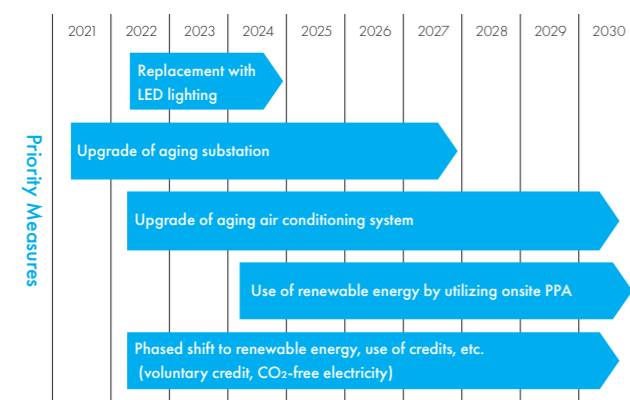 2021 2022 2023 2024 2025 2026 2027 2028 2029 2030
Priority Measures
Replacement with
LED lighting
Upgrade of aging substation
Upgrade of aging air conditioning system
Use of renewable energy by utilizing onsite PPA
Phased shift to renewable energy, use of credits, etc.
(voluntary credit, CO₂-free electricity)